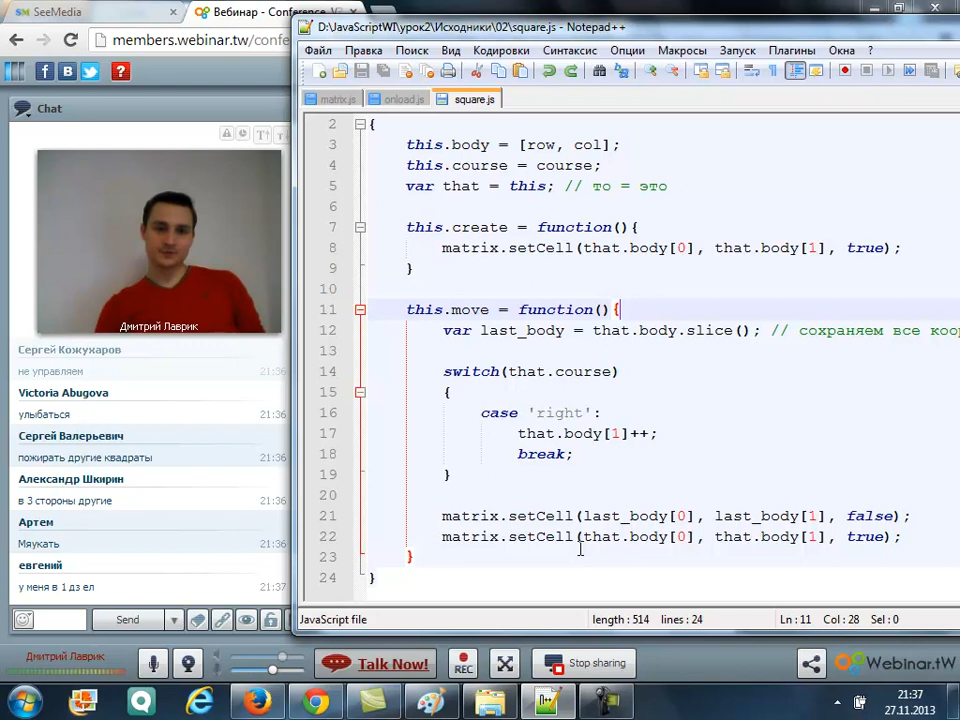 SeeMedia
Вебинар - Conference
D:\JavaScriptWI\урок2\Исходники\02\square.js - Notepad++
members.webinar.tw/confe
Файл Правка Поиск Вид Кодировки Синтаксис Опции Макросы Запуск Плагины Окна ?
Chat
matrix.js onload.js square.js
2 {
3 this.body = [row, col];
4 this.course = course;
5 var that = this; // то = это
6
7 this.create = function(){
8 matrix.setCell(that.body[0], that.body[1], true);
9 }
10
11 this.move = function(){
12 var last_body = that.body.slice(); // сохраняем все коор
13
14 switch(that.course)
15 {
16 case 'right':
17 that.body[1]++;
18 break;
19 }
20
21 matrix.setCell(last_body[0], last_body[1], false);
22 matrix.setCell(that.body[0], that.body[1], true);
23 }
24 }
Дмитрий Лаврик
Сергей Кожухаров
не управляем 21:36
Victoria Abugova
улыбаться 21:36
Сергей Валерьевич
пожирать другие квадраты 21:36
Александр Шкирин
в 3 стороны другие 21:36
Артем
Мяукать 21:36
евгений
у меня в 1 дз ел 21:37
Send
JavaScript file length : 514 lines : 24 Ln : 11 Col : 28 Sel : 0
Дмитрий Лаврик
Talk Now!
REC
Stop sharing
Webinar.tw
21:37
27.11.2013